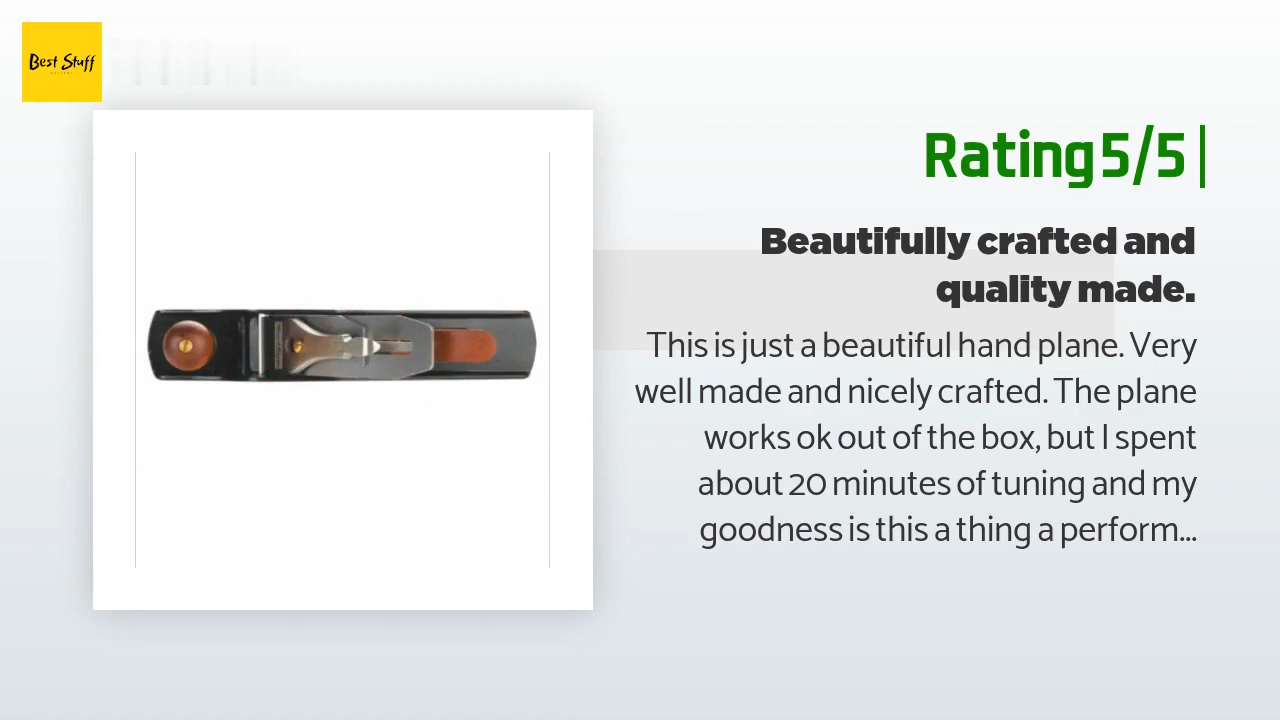 Best Stuff
Rating 5/5
Beautifully crafted and
quality made.
This is just a beautiful hand plane. Very
well made and nicely crafted. The plane
works ok out of the box, but I spent
about 20 minutes of tuning and my
goodness is this a thing a perform...